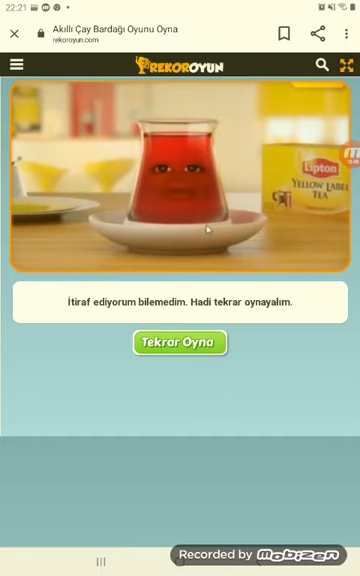 22:21
Akıllı Çay Bardağı Oyunu Oyna
rekoroyun.com
REKOROYUN
Lipton
YELLOW LABEL
TEA
İtiraf ediyorum bilemedim. Hadi tekrar oynayalım.
Tekrar Oyna
Recorded by
MOBIZEN